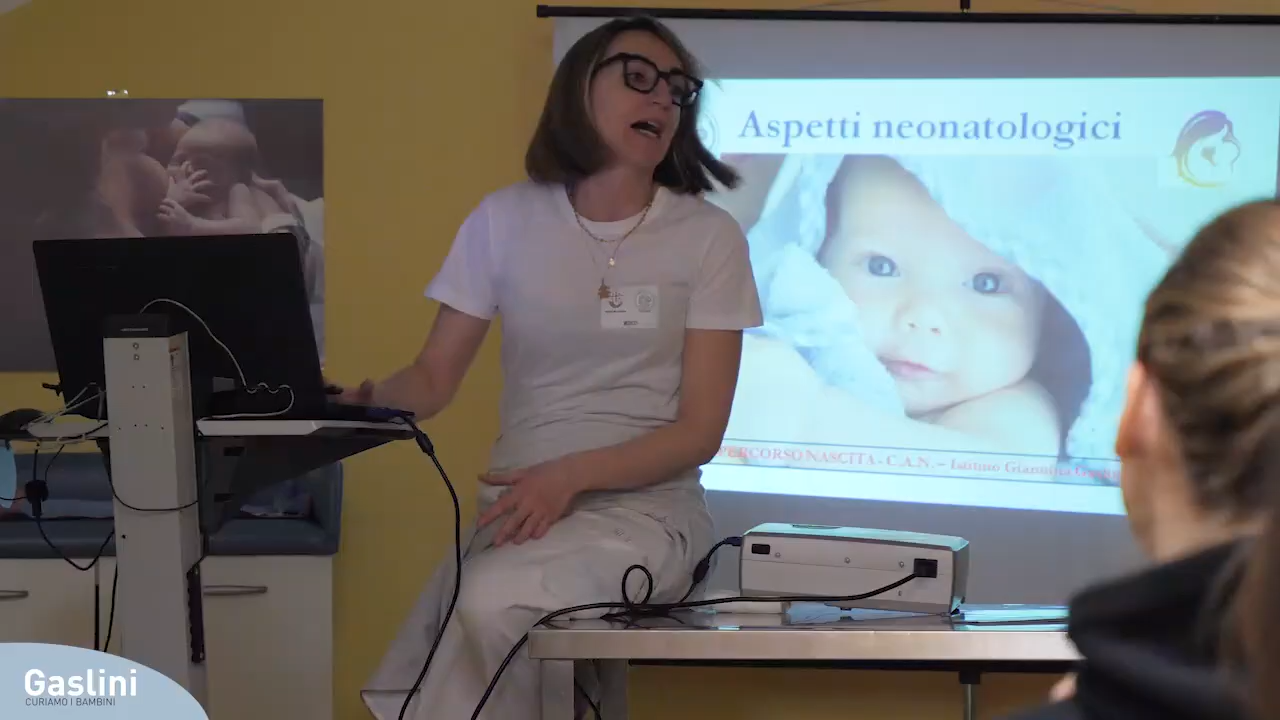 Aspetti neonatologici
PERCORSO NASCITA - C.A.N. – Istituto Giannina
Gaslini
CURIAMO I BAMBINI